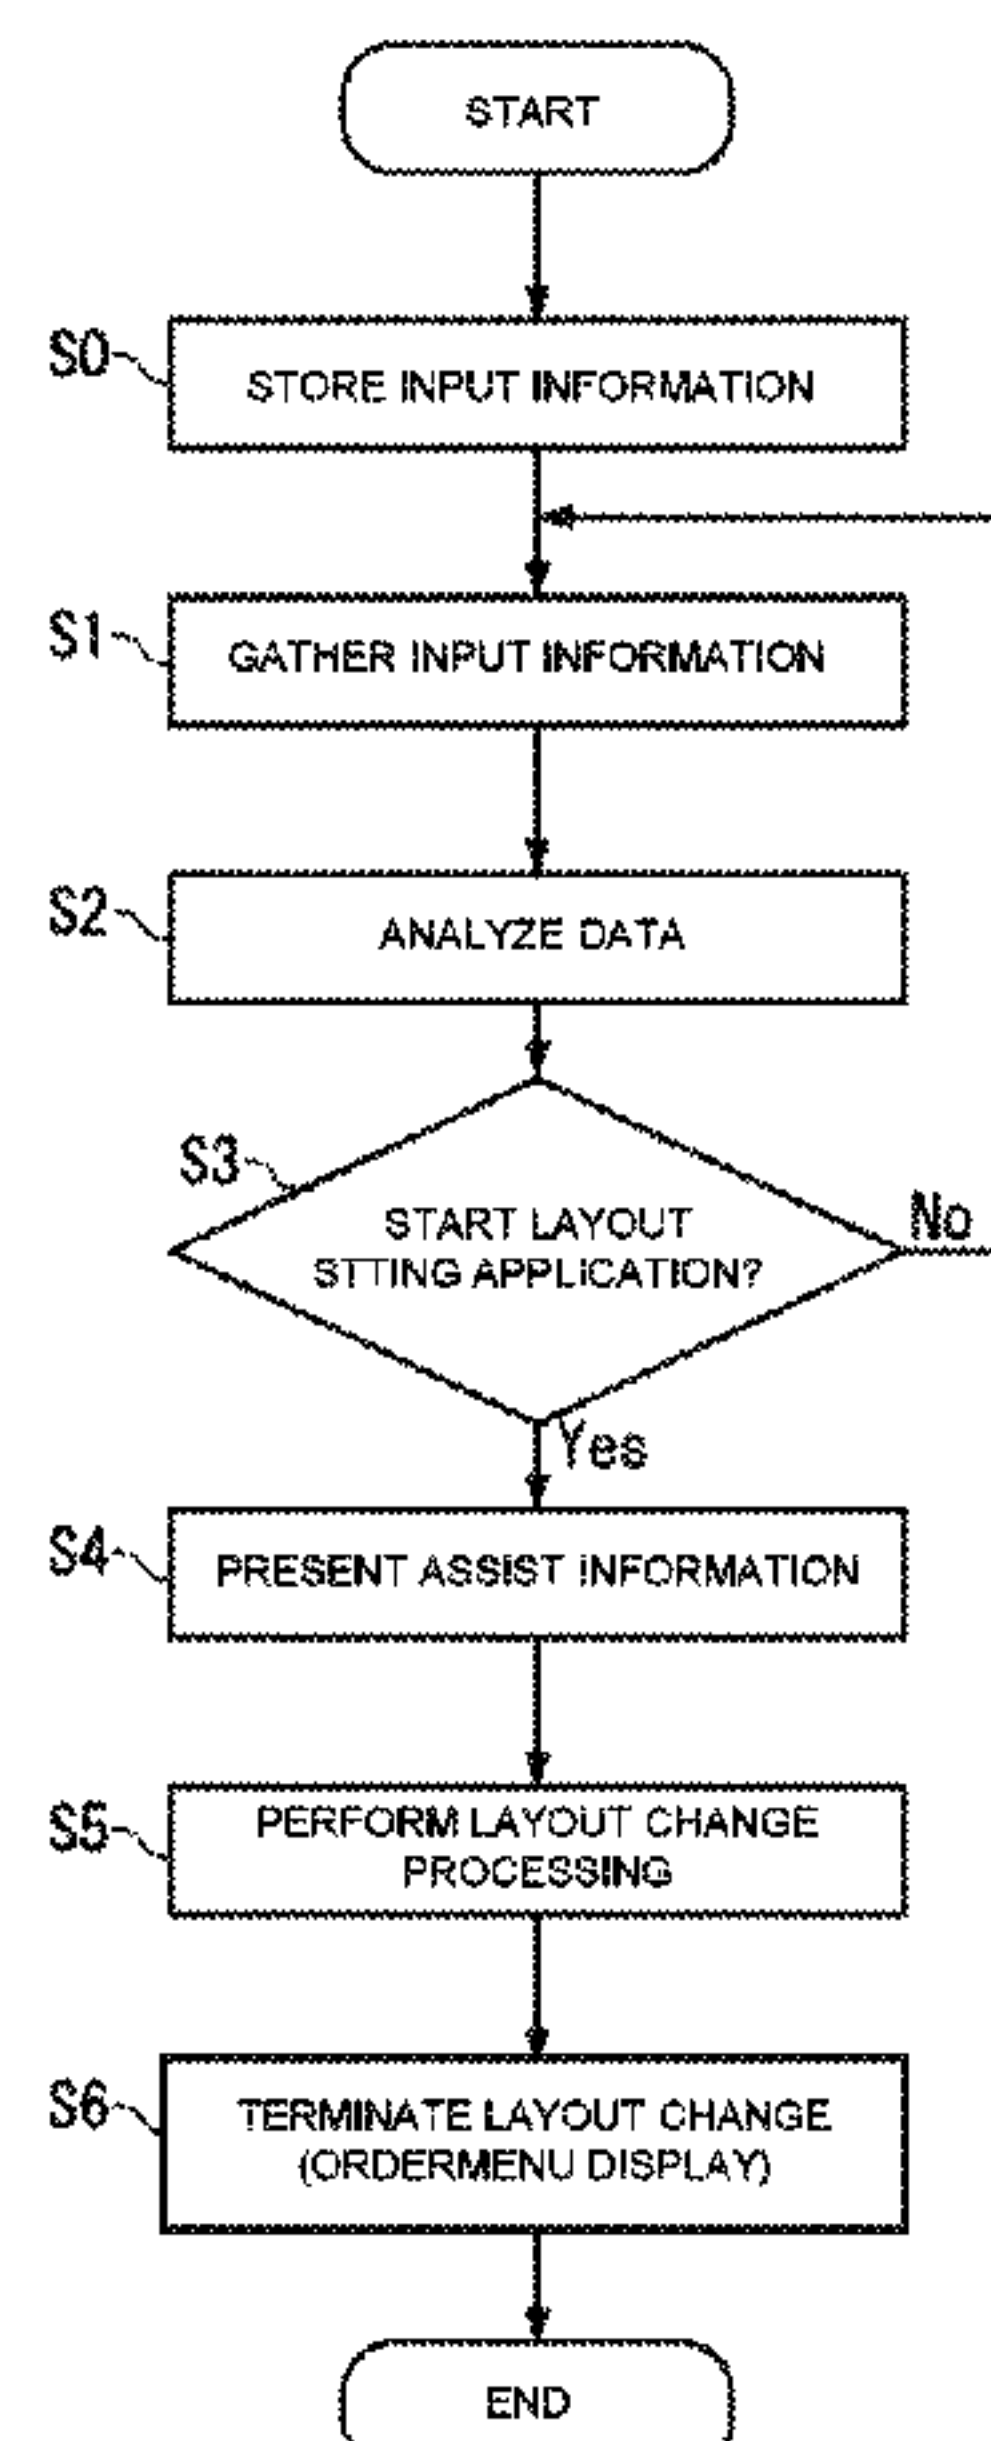 START
S0
STORE INPUT INFORMATION
S1
GATHER INPUT INFORMATION
S2
ANALYZE DATA
S3
START LAYOUT
STTING APPLICATION?
No
Yes
S4
PRESENT ASSIST INFORMATION
S5
PERFORM LAYOUT CHANGE
PROCESSING
S6
TERMINATE LAYOUT CHANGE
(ORDERMENU DISPLAY)
END